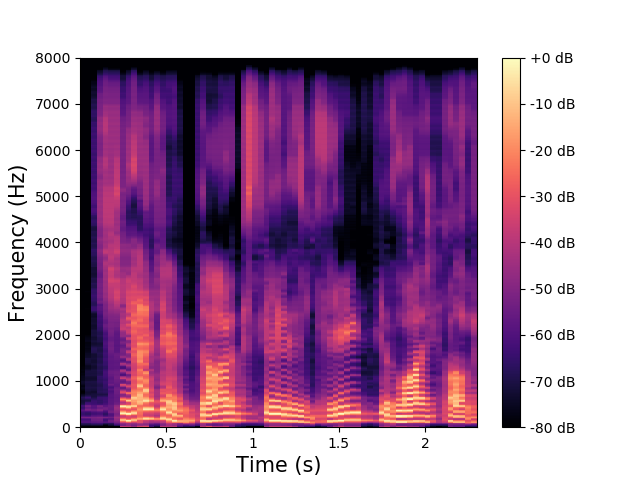 8000
7000
6000
5000
4000
3000
2000
1000
0
Frequency (Hz)
0
0.5
1
1.5
2
Time (s)
+0 dB
-10 dB
-20 dB
-30 dB
-40 dB
-50 dB
-60 dB
-70 dB
-80 dB